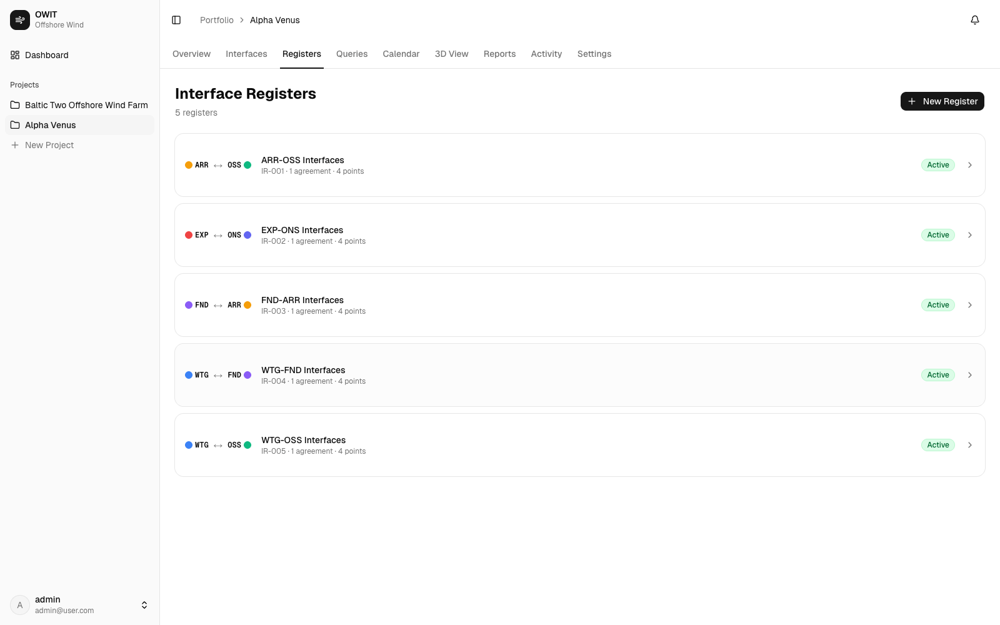 OWIT
Offshore Wind
Dashboard
Projects
Baltic Two Offshore Wind Farm
Alpha Venus
New Project
admin
A
admin@user.com
Portfolio > Alpha Venus
Overview Interfaces Registers Queries Calendar 3D View Reports Activity Settings
Interface Registers
5 registers
New Register
ARR ↔ OSS
ARR-OSS Interfaces
IR-001 · 1 agreement · 4 points
Active
EXP ↔ ONS
EXP-ONS Interfaces
IR-002 · 1 agreement · 4 points
Active
FND ↔ ARR
FND-ARR Interfaces
IR-003 · 1 agreement · 4 points
Active
WTG ↔ FND
WTG-FND Interfaces
IR-004 · 1 agreement · 4 points
Active
WTG ↔ OSS
WTG-OSS Interfaces
IR-005 · 1 agreement · 4 points
Active